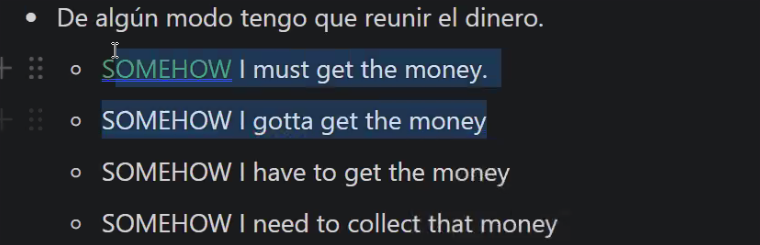 De algún modo tengo que reunir el dinero.
SOMEHOW I must get the money.
SOMEHOW I gotta get the money
SOMEHOW I have to get the money
SOMEHOW I need to collect that money